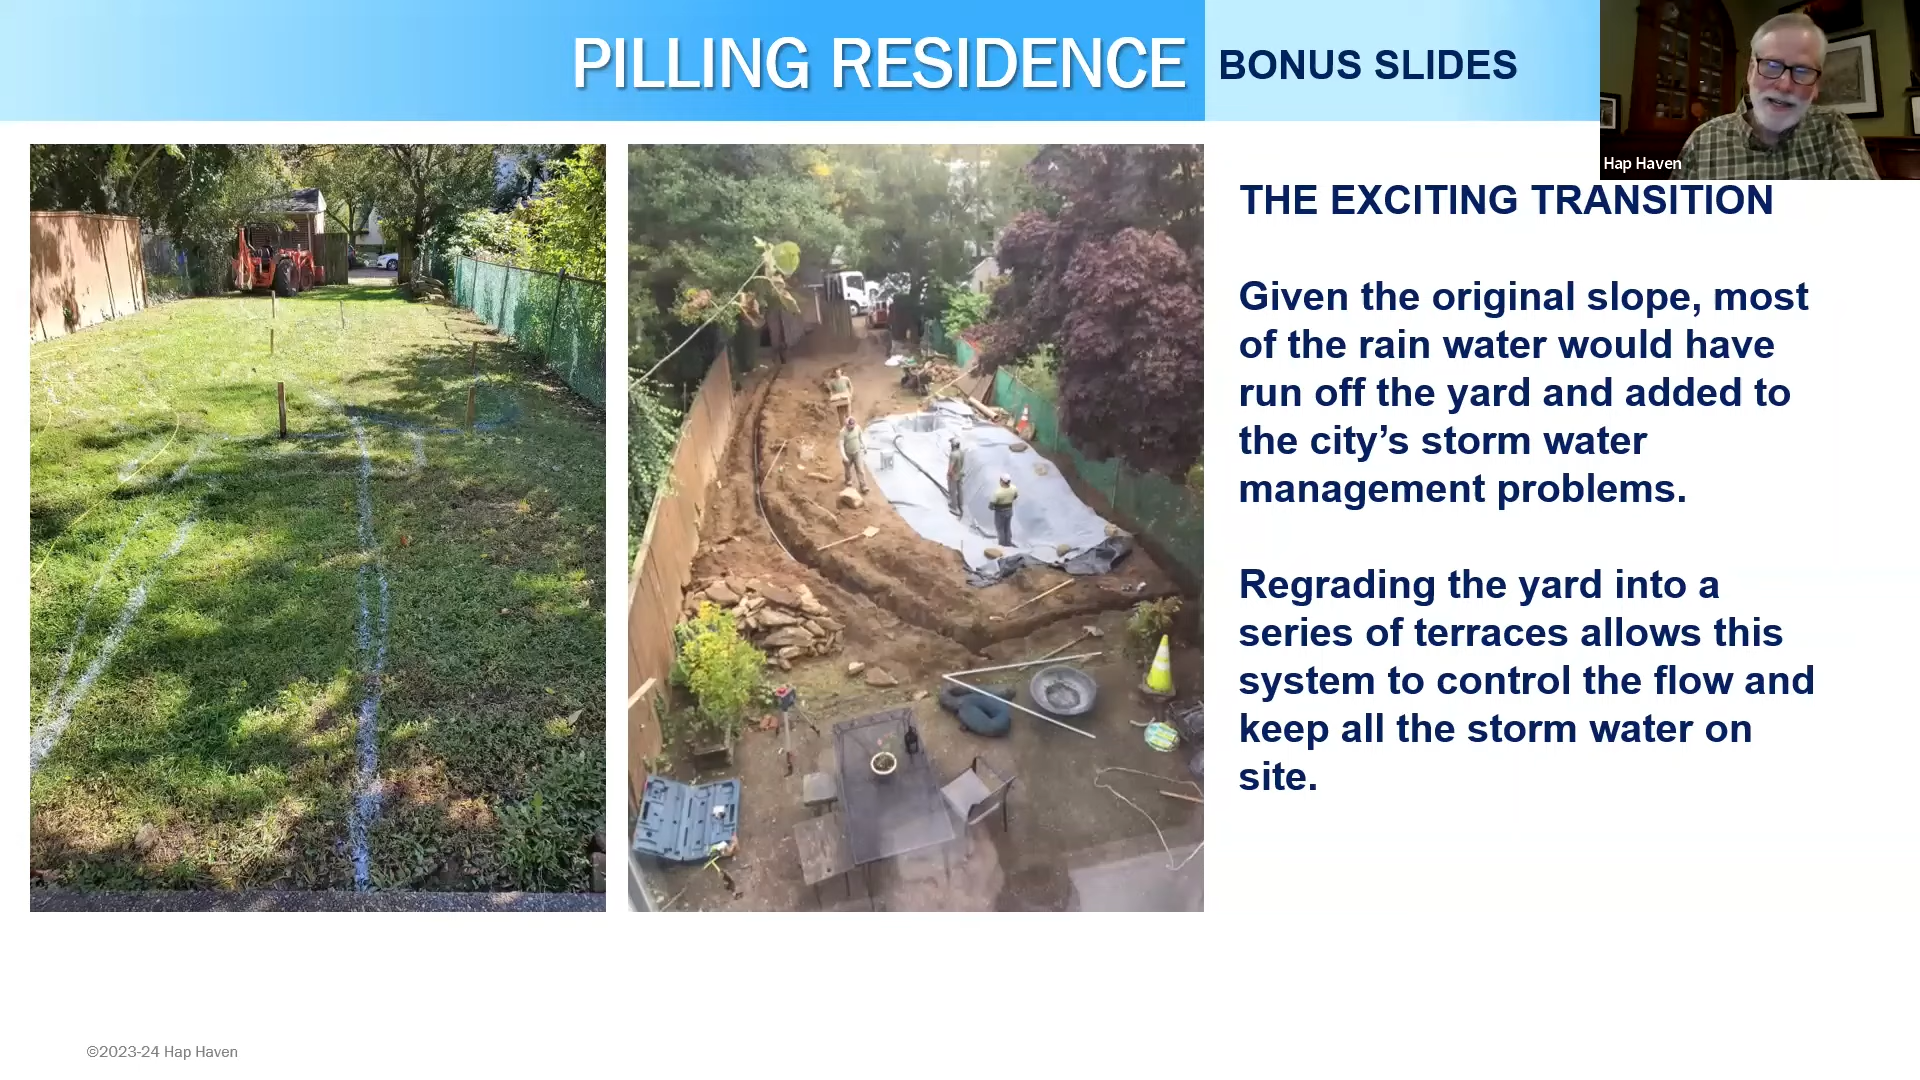 PILLING RESIDENCE
BONUS SLIDES
Hap Haven
THE EXCITING TRANSITION
Given the original slope, most
of the rain water would have
run off the yard and added to
the city’s storm water
management problems.
Regrading the yard into a
series of terraces allows this
system to control the flow and
keep all the storm water on
site.
©2023-24 Hap Haven